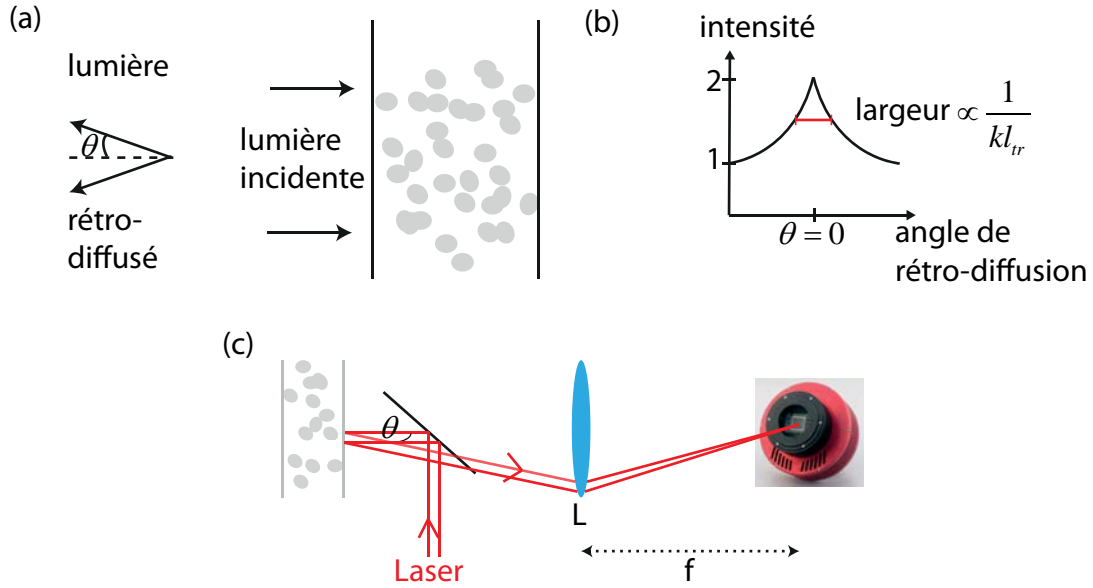 (a)
lumière
θ
rétro-
diffusé
lumière
incidente
(b)
intensité
2
1
largeur ∝ 1/(kl_tr)
θ = 0
angle de
rétro-diffusion
(c)
θ
L
Laser
f